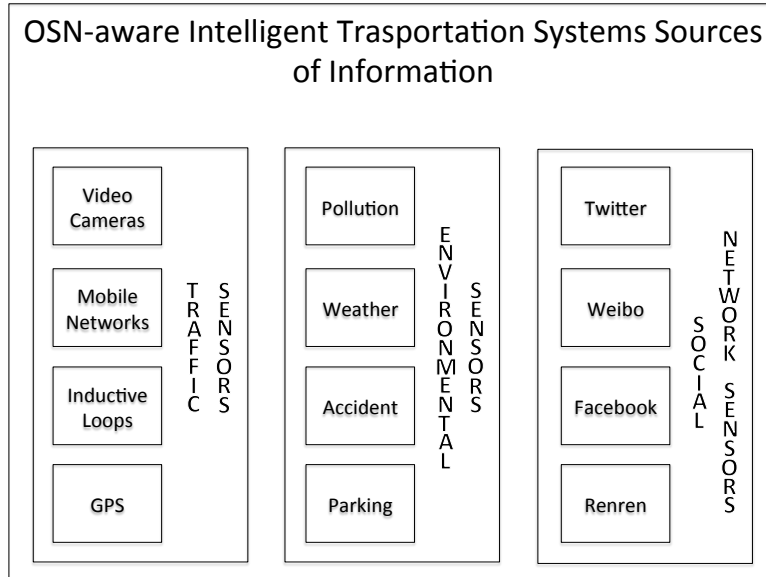 OSN-aware Intelligent Trasportation Systems Sources
of Information
Video
Cameras
Mobile
Networks
Inductive
Loops
GPS
TRAFFIC
SENSORS
Pollution
Weather
Accident
Parking
ENVIRONMENTAL
SENSORS
Twitter
Weibo
Facebook
Renren
SOCIAL
NETWORK SENSORS